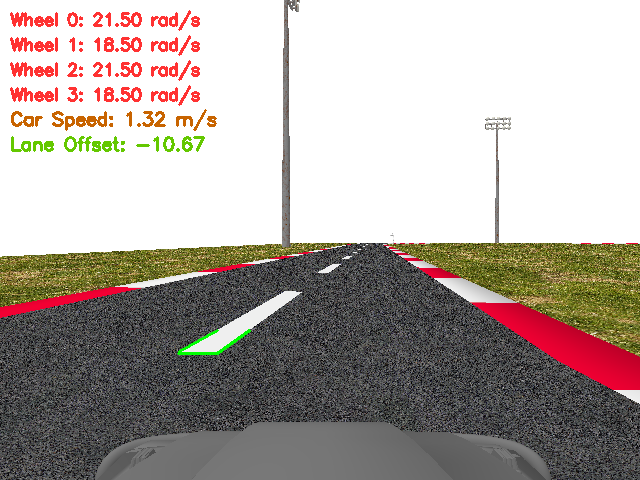 Wheel 0: 21.50 rad/s
Wheel 1: 18.50 rad/s
Wheel 2: 21.50 rad/s
Wheel 3: 18.50 rad/s
Car Speed: 1.32 m/s
Lane Offset: -10.67